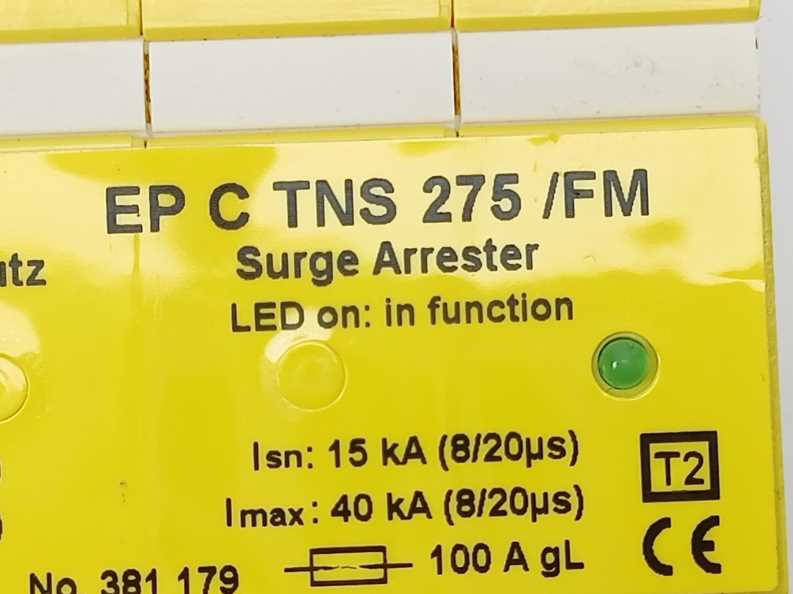 EP C TNS 275 /FM
utz Surge Arrester
LED on: in function
Isn: 15 kA (8/20µs)
T2
Imax: 40 kA (8/20µs)
CE
No 381 179 100 A gL